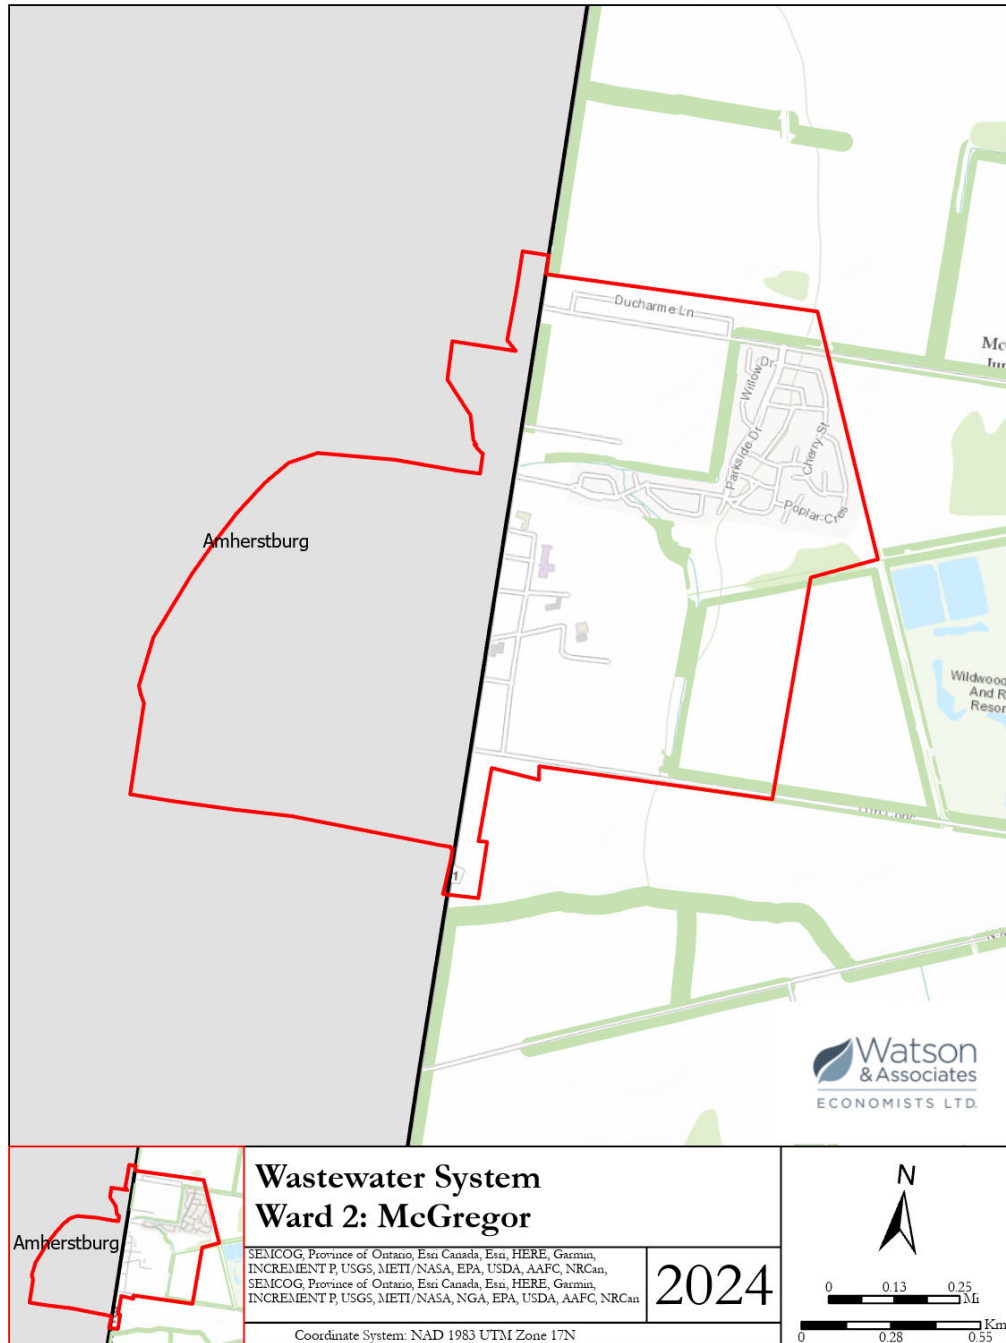 Ducharme Ln
Mc
Willow Dr
Parkside Dr
Cherry St
Poplar Cres
Amherstburg
Wildwood
And R
Resor
1
Watson
& Associates
ECONOMISTS LTD.
Amherstburg
Wastewater System
Ward 2: McGregor
SEMCOG, Province of Ontario, Esri Canada, Esri, HERE, Garmin,
INCREMENT P, USGS, METI/NASA, EPA, USDA, AAFC, NRCan,
SEMCOG, Province of Ontario, Esri Canada, Esri, HERE, Garmin,
INCREMENT P, USGS, METI/NASA, NGA, EPA, USDA, AAFC, NRCan
2024
Coordinate System: NAD 1983 UTM Zone 17N
N
0 0.13 0.25
Mi
Km
0 0.28 0.55